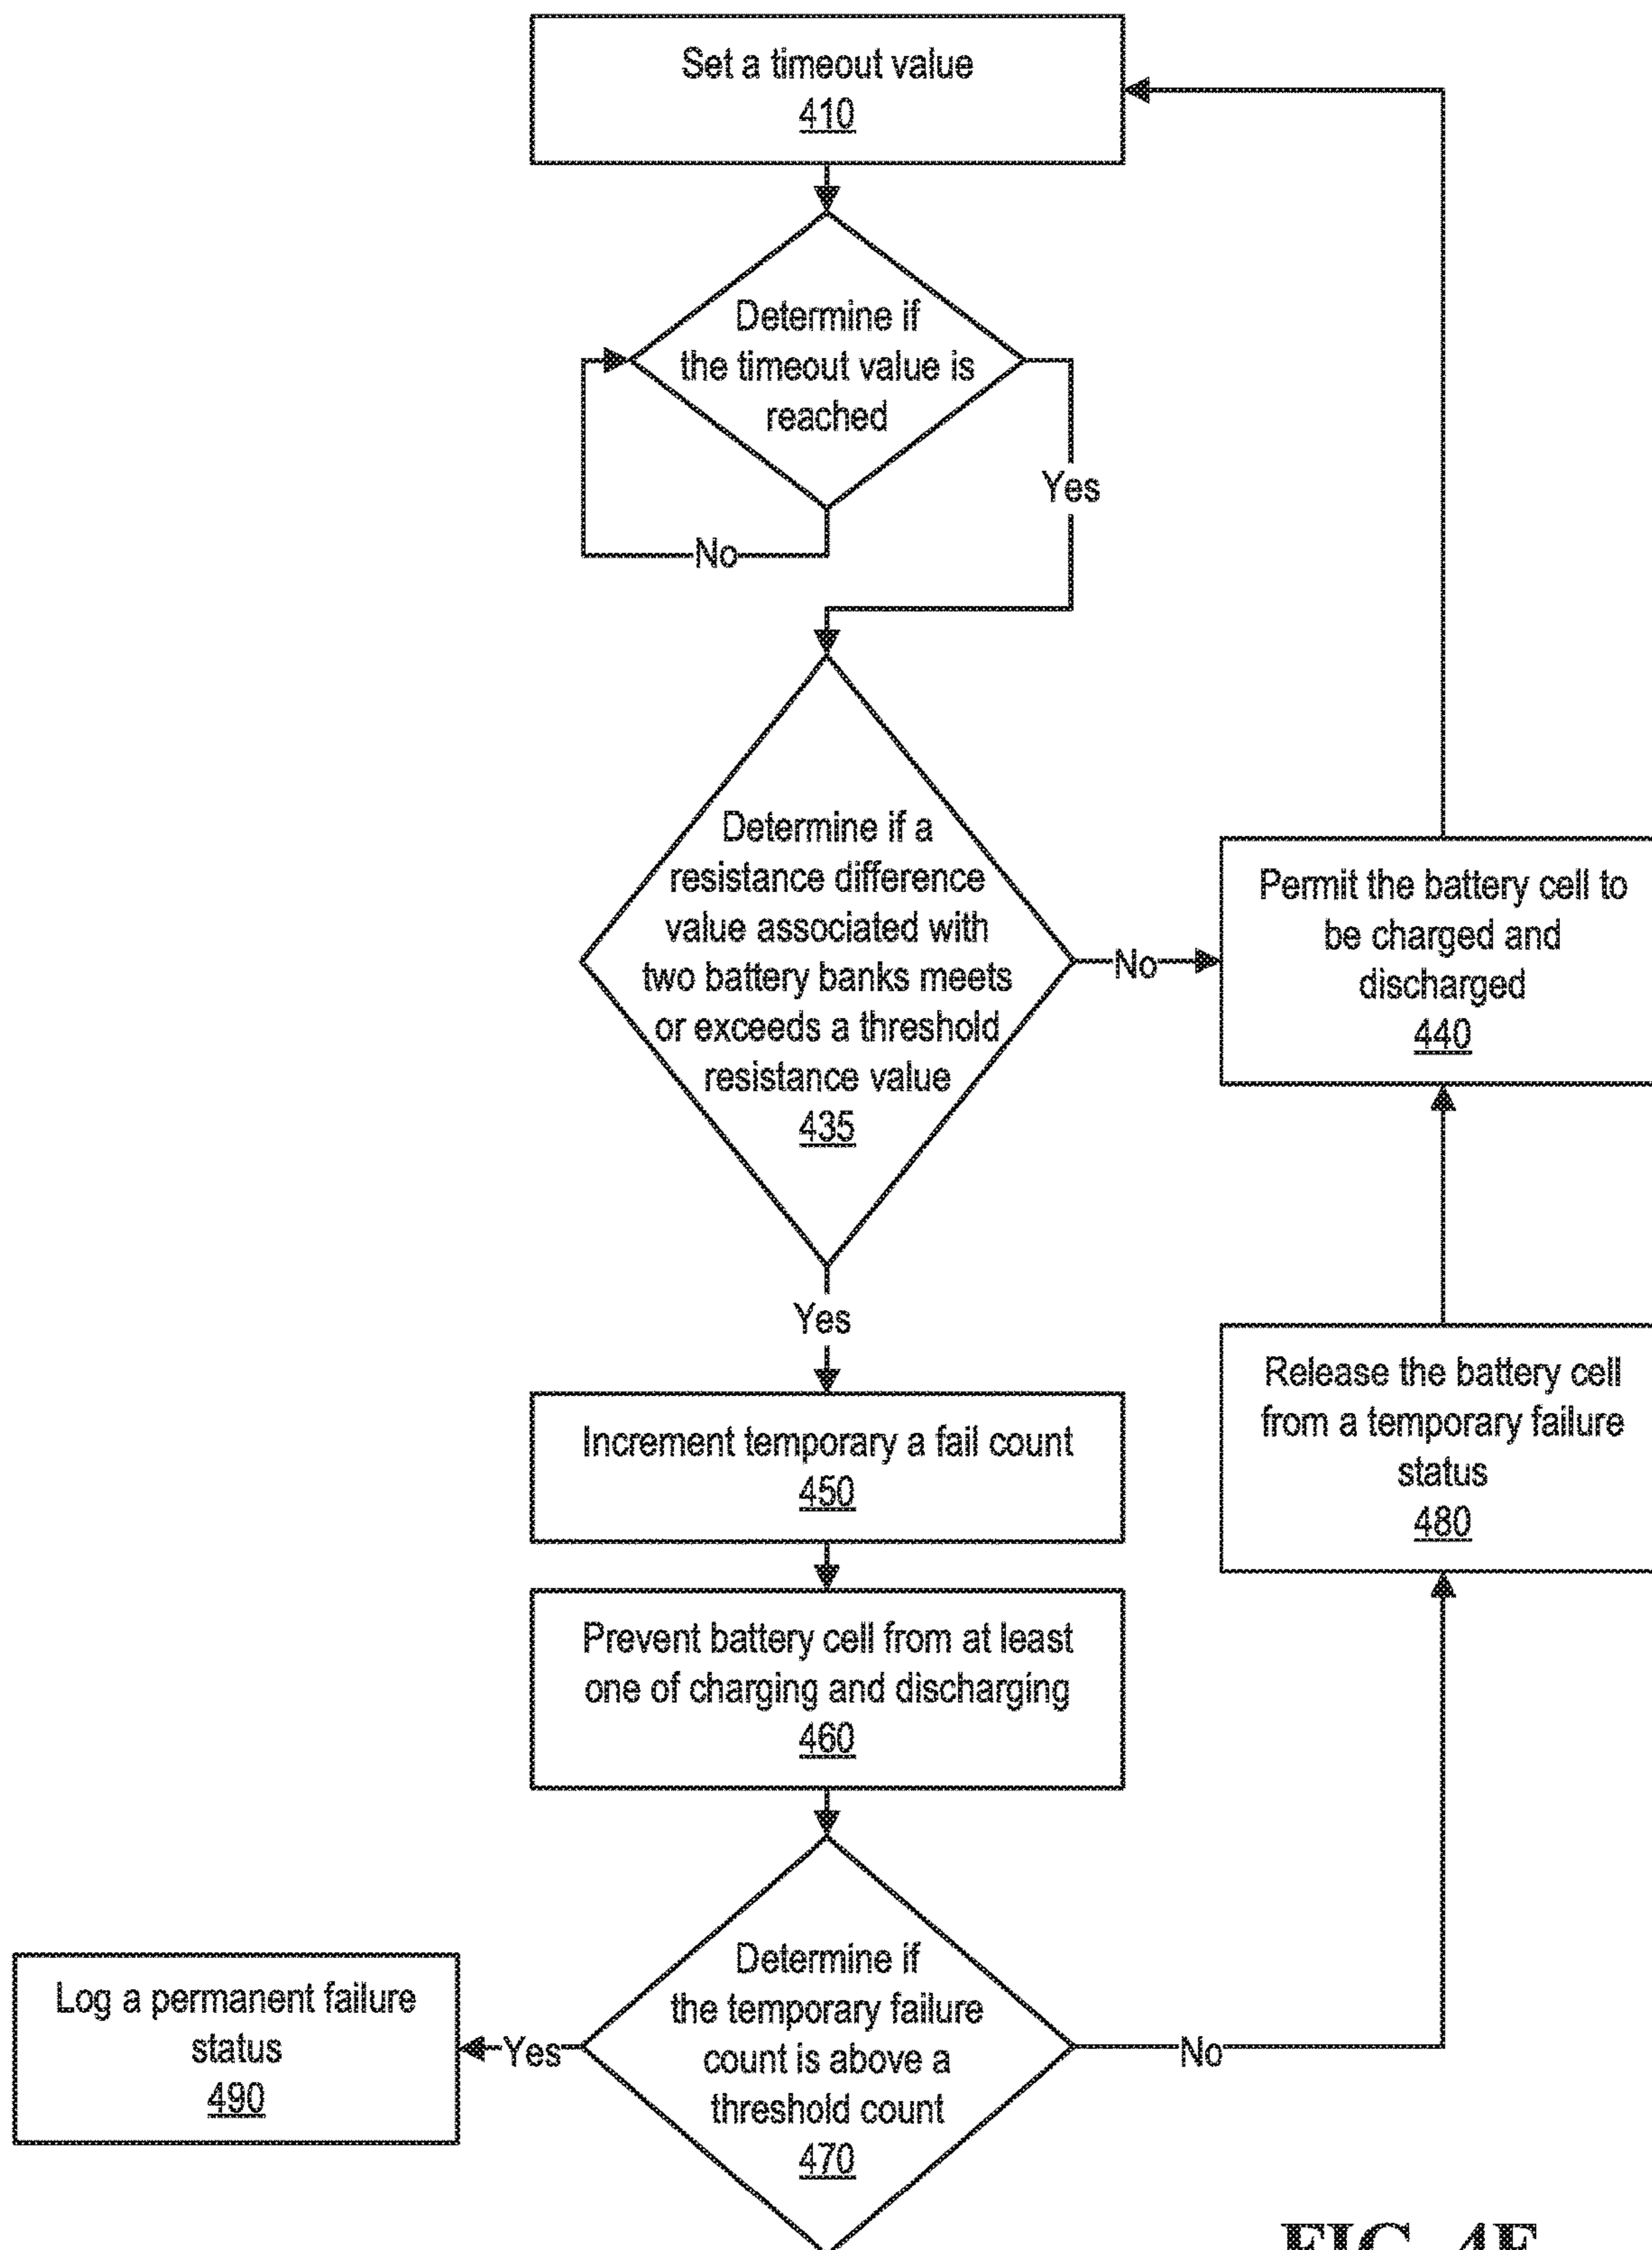 Set a timeout value
410
Determine if
the timeout value is
reached
Yes
No
Determine if a
resistance difference
value associated with
two battery banks meets
or exceeds a threshold
resistance value
435
No
Permit the battery cell to
be charged and
discharged
440
Yes
Increment temporary a fail count
450
Release the battery cell
from a temporary failure
status
480
Prevent battery cell from at least
one of charging and discharging
460
Determine if
the temporary failure
count is above a
threshold count
470
Yes
No
Log a permanent failure
status
490